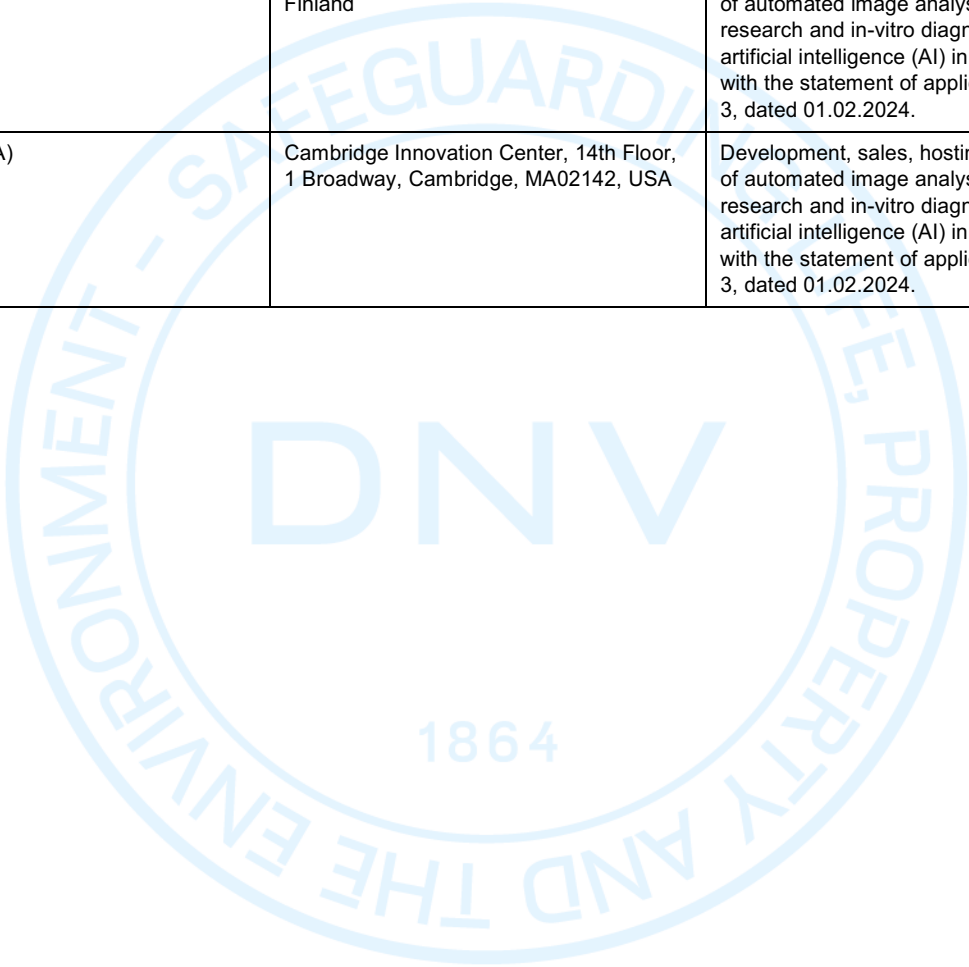 Finland
of automated image analys
research and in-vitro diagn
artificial intelligence (AI) in
with the statement of applic
3, dated 01.02.2024.
A)
Cambridge Innovation Center, 14th Floor,
1 Broadway, Cambridge, MA02142, USA
Development, sales, hostin
of automated image analys
research and in-vitro diagn
artificial intelligence (AI) in
with the statement of applic
3, dated 01.02.2024.
SAFEGUARDING LIFE, PROPERTY AND THE ENVIRONMENT -
DNV
1864